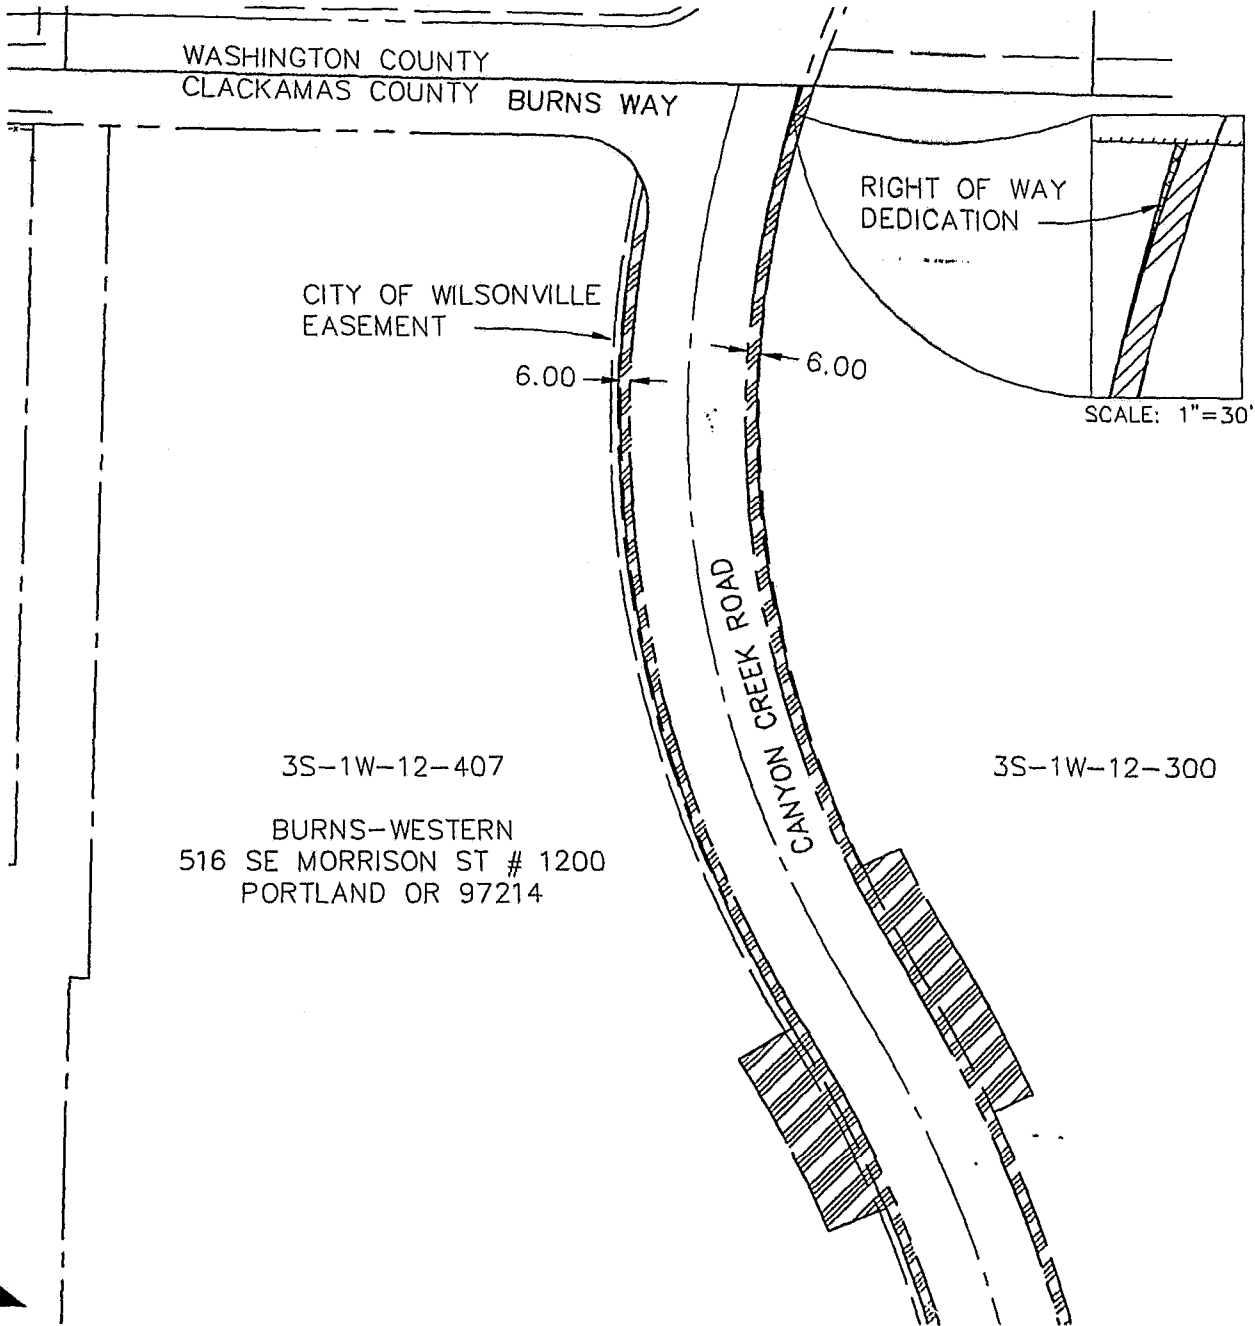 WASHINGTON COUNTY
CLACKAMAS COUNTY
BURNS WAY
RIGHT OF WAY
DEDICATION
CITY OF WILSONVILLE
EASEMENT
6.00
6.00
SCALE: 1"=30'
CANYON CREEK ROAD
3S-1W-12-407
3S-1W-12-300
BURNS-WESTERN
516 SE MORRISON ST # 1200
PORTLAND OR 97214